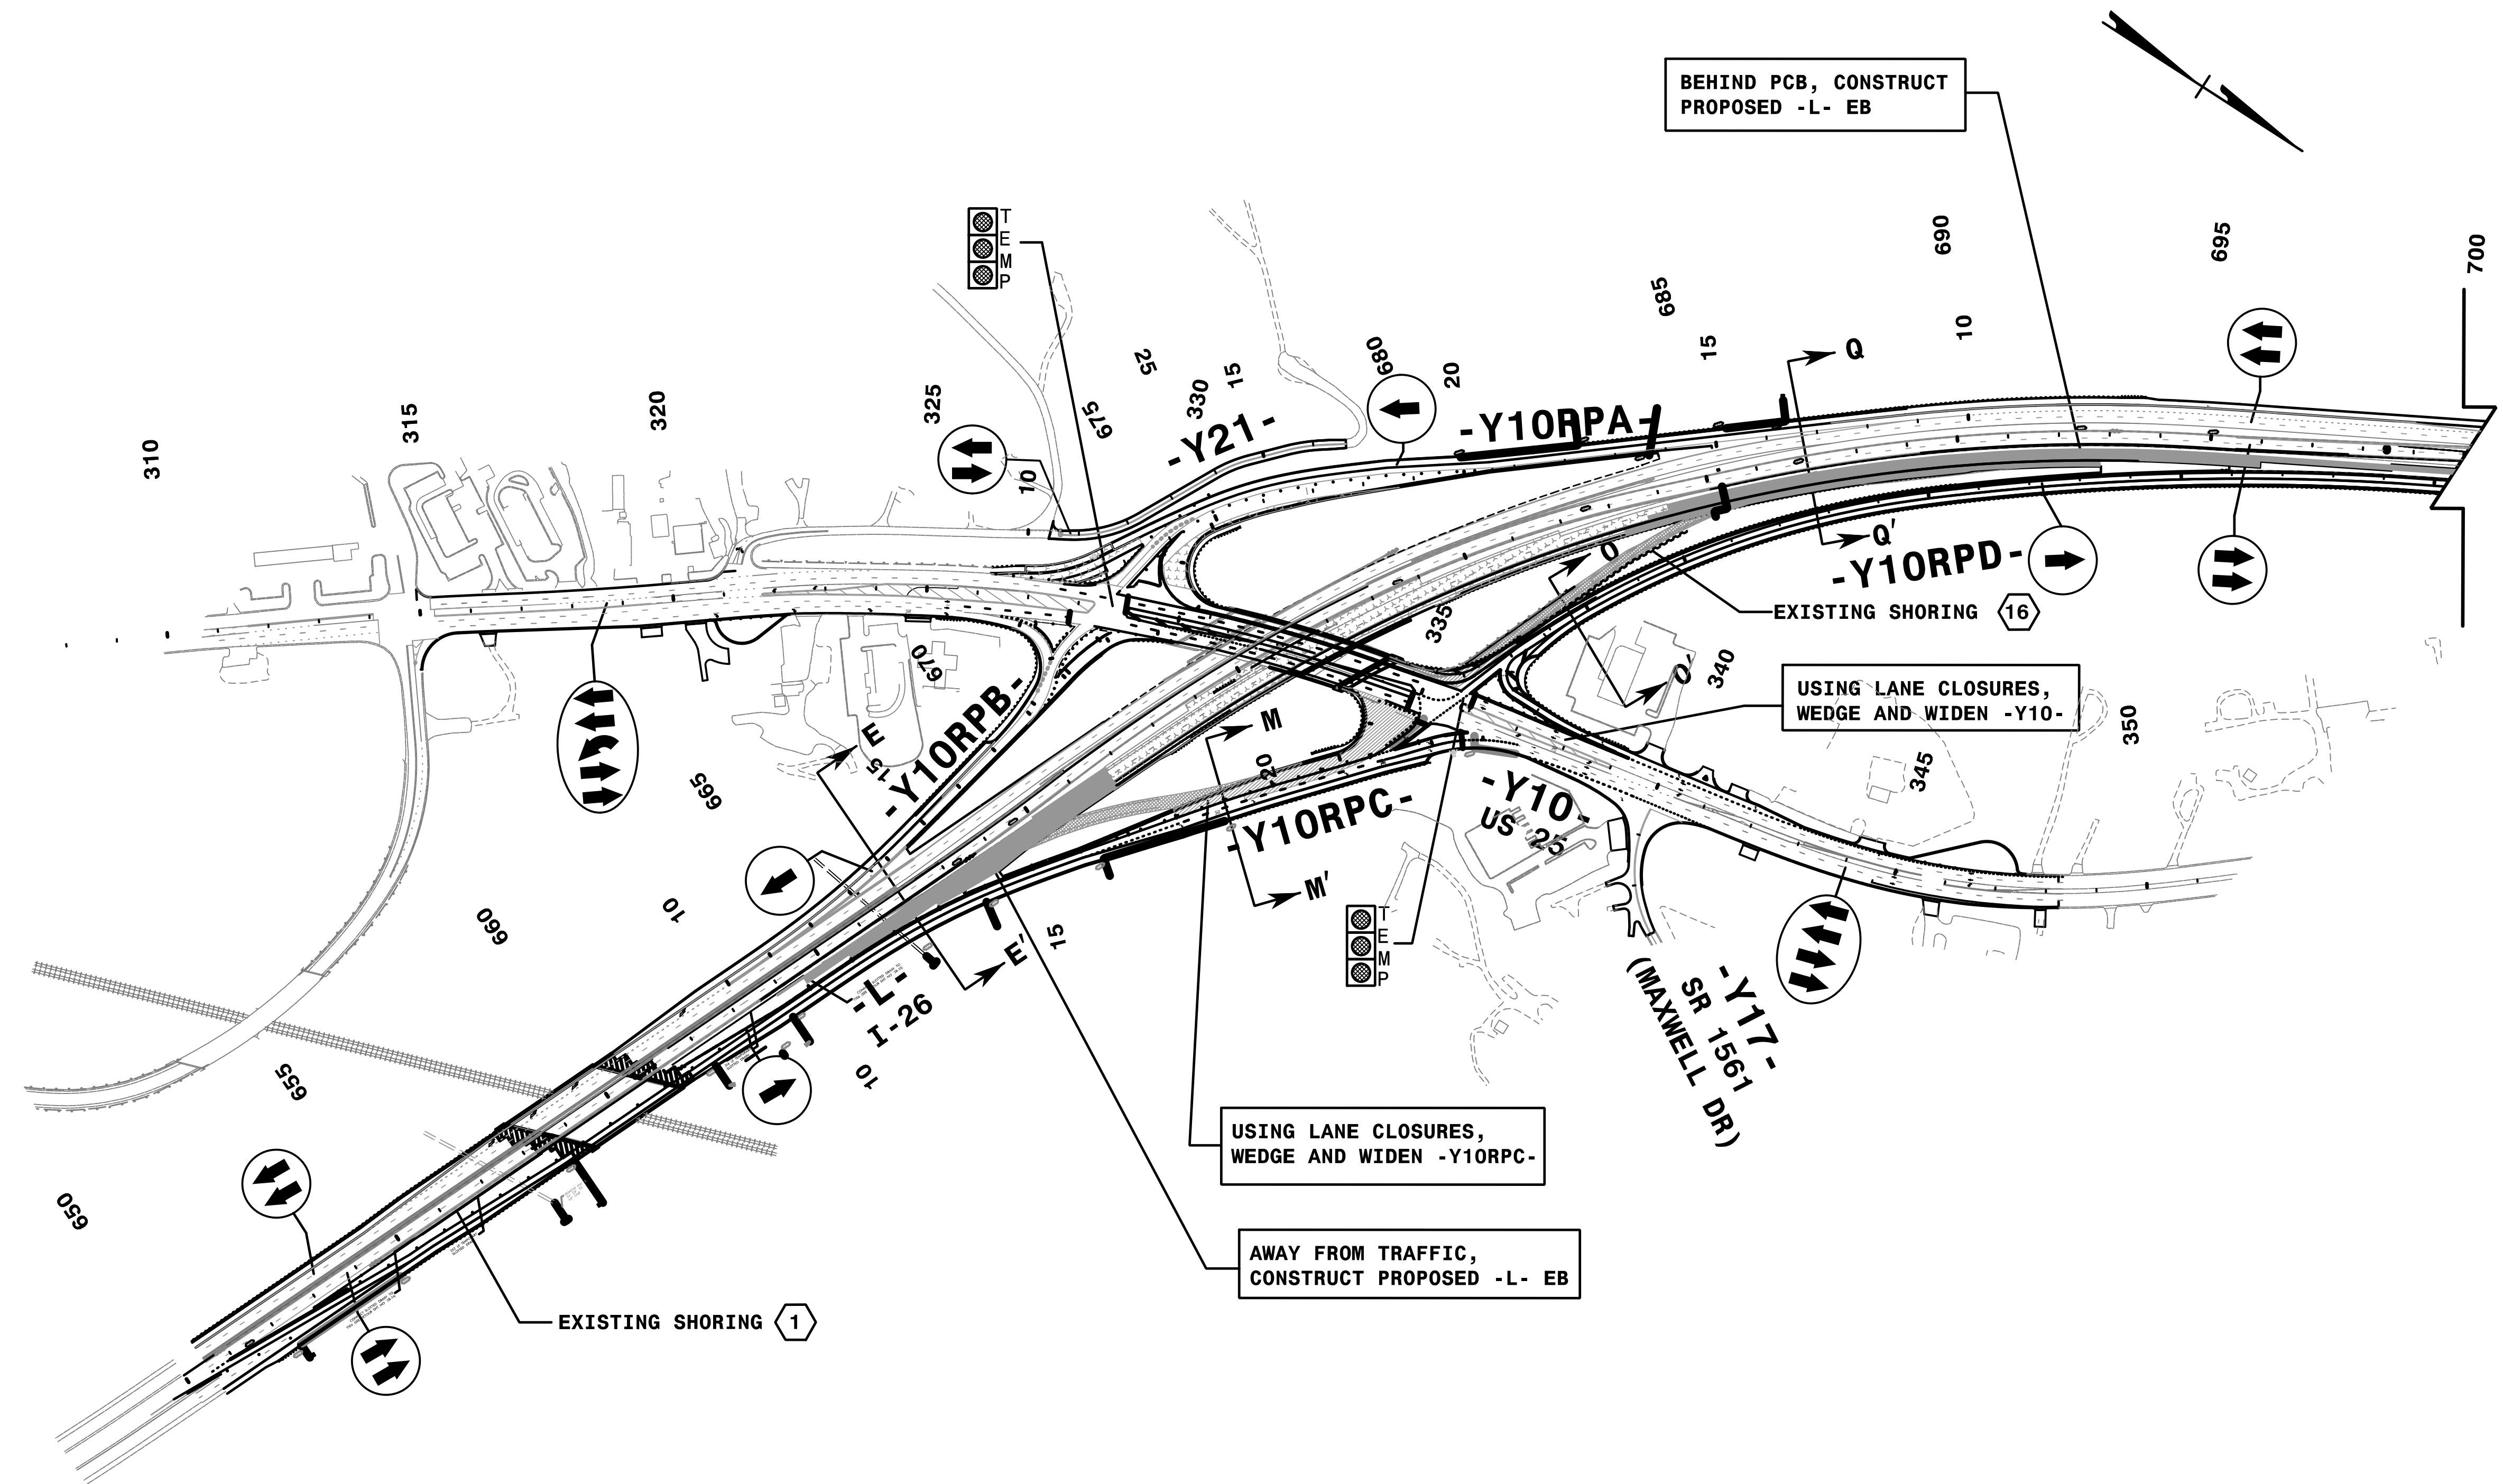 BEHIND PCB, CONSTRUCT
PROPOSED -L- EB
T
E
M
P
690
695
700
685
10
15
680
20
25
15
330
675
325
320
315
310
Q
-Y10RPA-
-Y21-
10
Q'
-Y10RPD-
O
EXISTING SHORING 16
335
O'
340
USING LANE CLOSURES,
WEDGE AND WIDEN -Y10-
350
345
670
-Y10RPB-
E
15
M
20
-Y10RPC-
-Y10-
US 25
665
M'
T
E
M
P
10
660
E'
15
-L-
I-26
-Y17-
SR 1561
(MAXWELL DR)
10
655
USING LANE CLOSURES,
WEDGE AND WIDEN -Y10RPC-
650
AWAY FROM TRAFFIC,
CONSTRUCT PROPOSED -L- EB
EXISTING SHORING 1